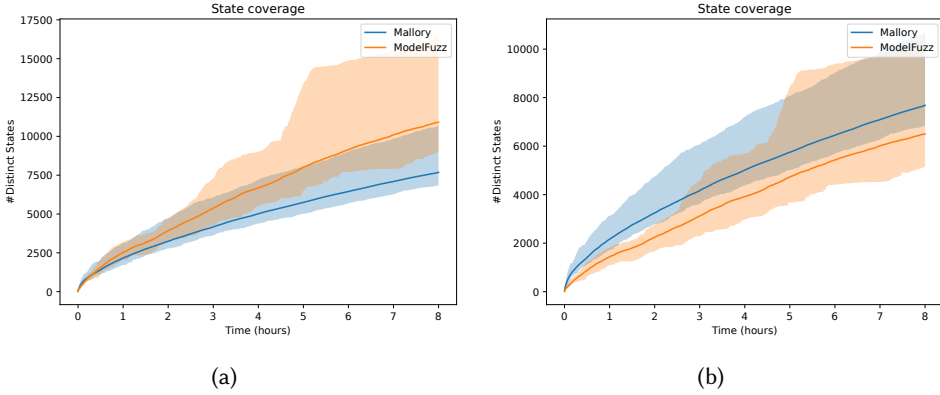 State coverage
Mallory
ModelFuzz
#Distinct States
17500
15000
12500
10000
7500
5000
2500
0
0 1 2 3 4 5 6 7 8
Time (hours)
(a)
State coverage
Mallory
ModelFuzz
#Distinct States
10000
8000
6000
4000
2000
0
0 1 2 3 4 5 6 7 8
Time (hours)
(b)